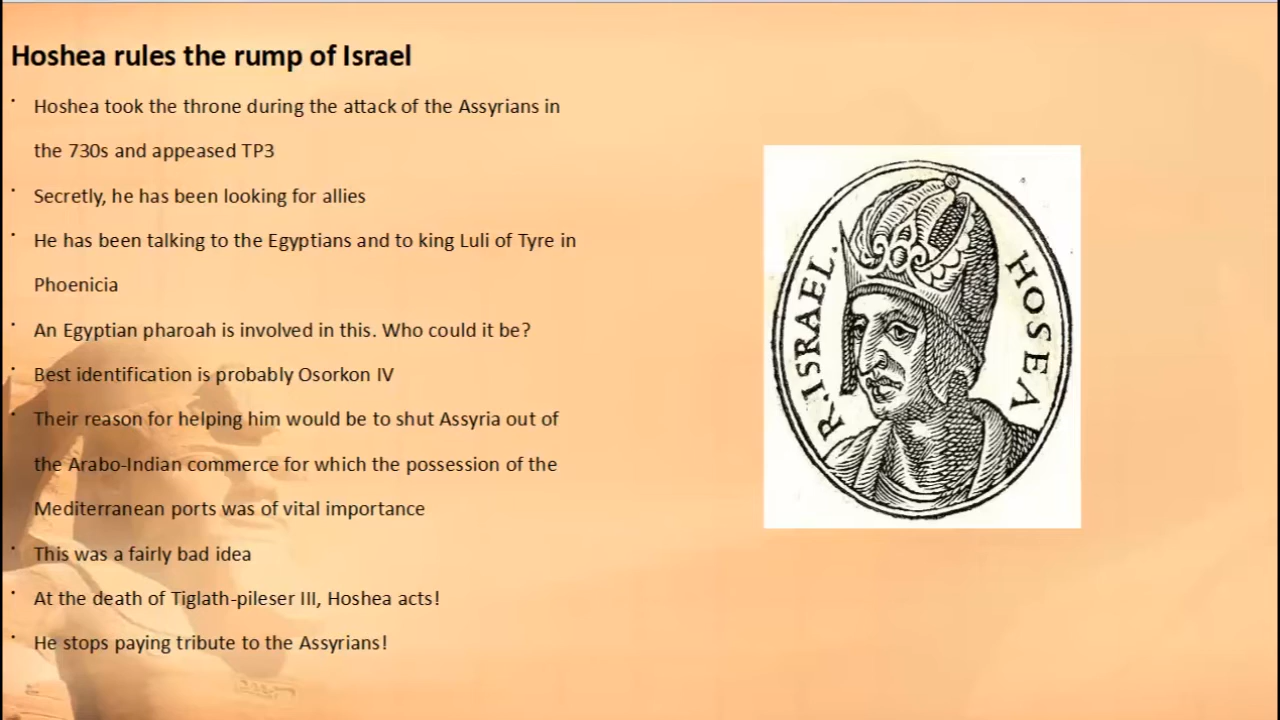 Hoshea rules the rump of Israel
· Hoshea took the throne during the attack of the Assyrians in
the 730s and appeased TP3
· Secretly, he has been looking for allies
· He has been talking to the Egyptians and to king Luli of Tyre in
Phoenicia
· An Egyptian pharoah is involved in this. Who could it be?
· Best identification is probably Osorkon IV
· Their reason for helping him would be to shut Assyria out of
the Arabo-Indian commerce for which the possession of the
Mediterranean ports was of vital importance
· This was a fairly bad idea
· At the death of Tiglath-pileser III, Hoshea acts!
· He stops paying tribute to the Assyrians!
R. ISRAEL.
HOSEA